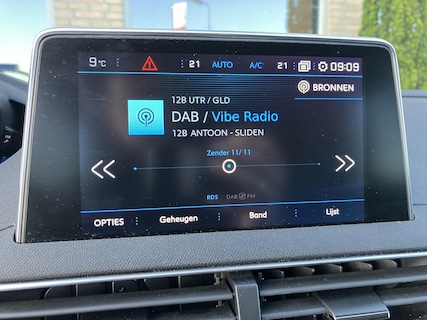 9°C 21 AUTO A/C 21 09:09
BRONNEN
12B UTR / GLD
DAB / Vibe Radio
12B ANTOON - SLIDEN
Zender 11/ 11
RDS DAB FM
OPTIES Geheugen Band Lijst